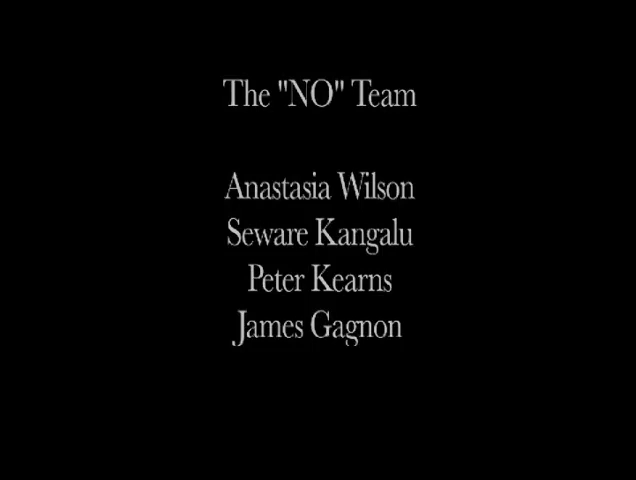 The "NO" Team
Anastasia Wilson
Seware Kangalu
Peter Kearns
James Gagnon